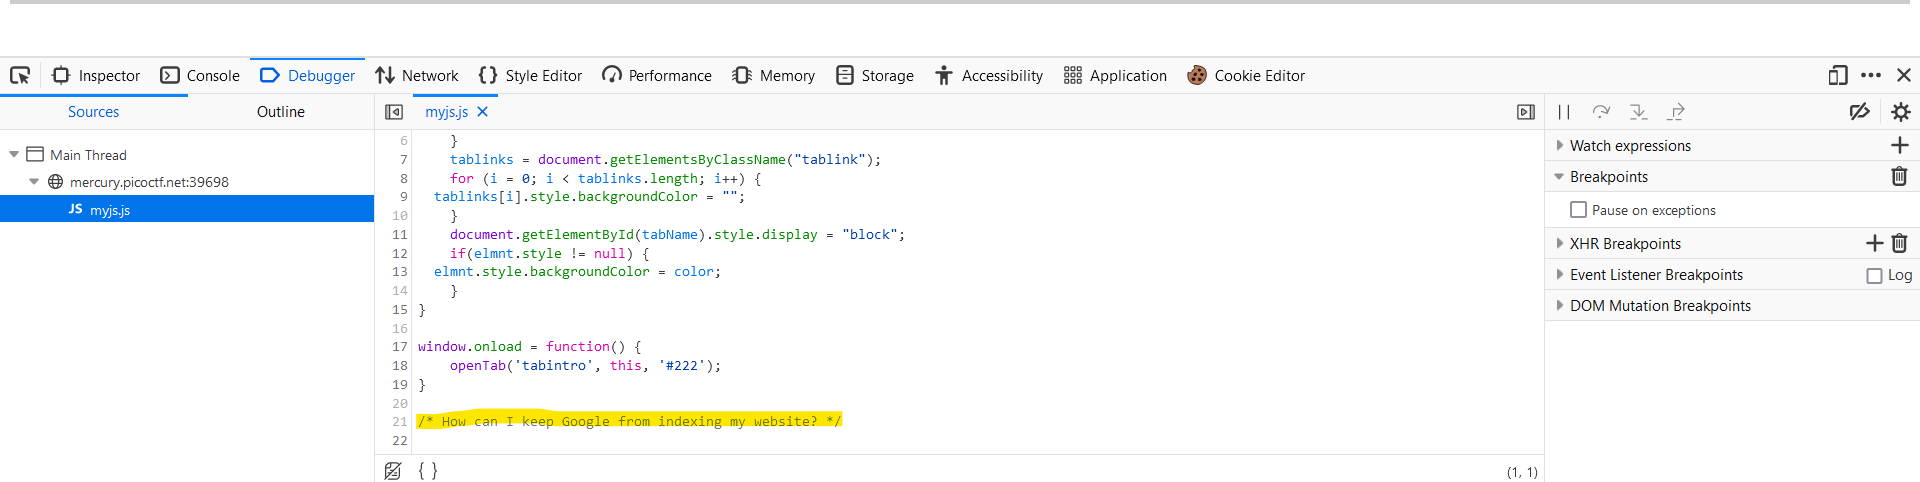 Inspector Console Debugger Network Style Editor Performance Memory Storage Accessibility Application Cookie Editor
Sources Outline
Main Thread
mercury.picoctf.net:39698
JS myjs.js
myjs.js
6 }
7 tablinks = document.getElementsByClassName("tablink");
8 for (i = 0; i < tablinks.length; i++) {
9 tablinks[i].style.backgroundColor = "";
10 }
11 document.getElementById(tabName).style.display = "block";
12 if(elmnt.style != null) {
13 elmnt.style.backgroundColor = color;
14 }
15 }
16
17 window.onload = function() {
18 openTab('tabintro', this, '#222');
19 }
20
21 /* How can I keep Google from indexing my website? */
22
{ } (1, 1)
Watch expressions
Breakpoints
Pause on exceptions
XHR Breakpoints
Event Listener Breakpoints Log
DOM Mutation Breakpoints